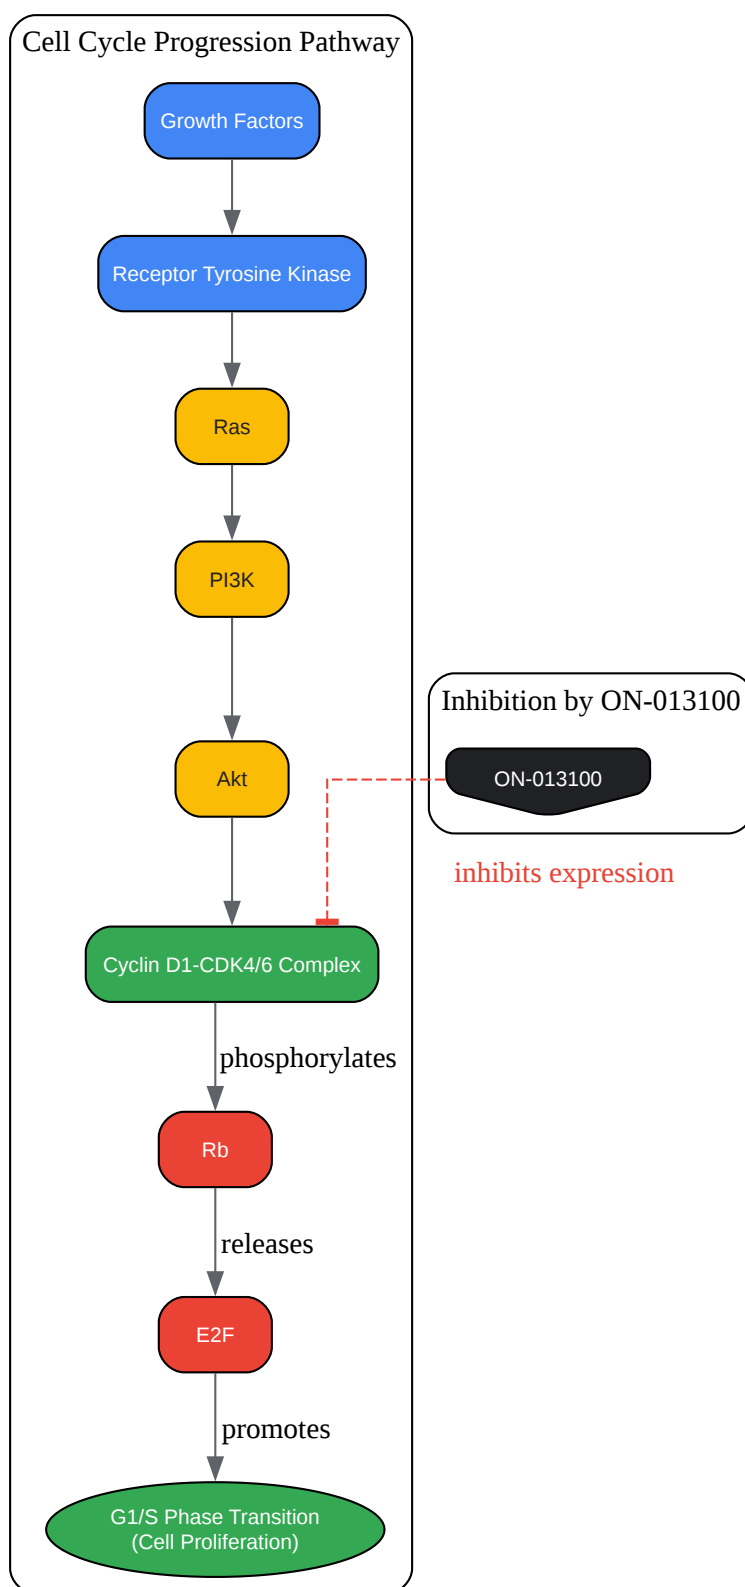 Cell Cycle Progression Pathway
Growth Factors
Receptor Tyrosine Kinase
Ras
PI3K
Inhibition by ON-013100
Akt
ON-013100
inhibits expression
Cyclin D1-CDK4/6 Complex
phosphorylates
Rb
releases
E2F
promotes
G1/S Phase Transition
(Cell Proliferation)